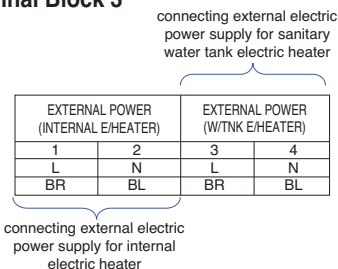 Block 3
connecting external electric
power supply for sanitary
water tank electric heater
EXTERNAL POWER
(INTERNAL E/HEATER)
EXTERNAL POWER
(W/TNK E/HEATER)
1 2 3 4
L N L N
BR BL BR BL
connecting external electric
power supply for internal
electric heater